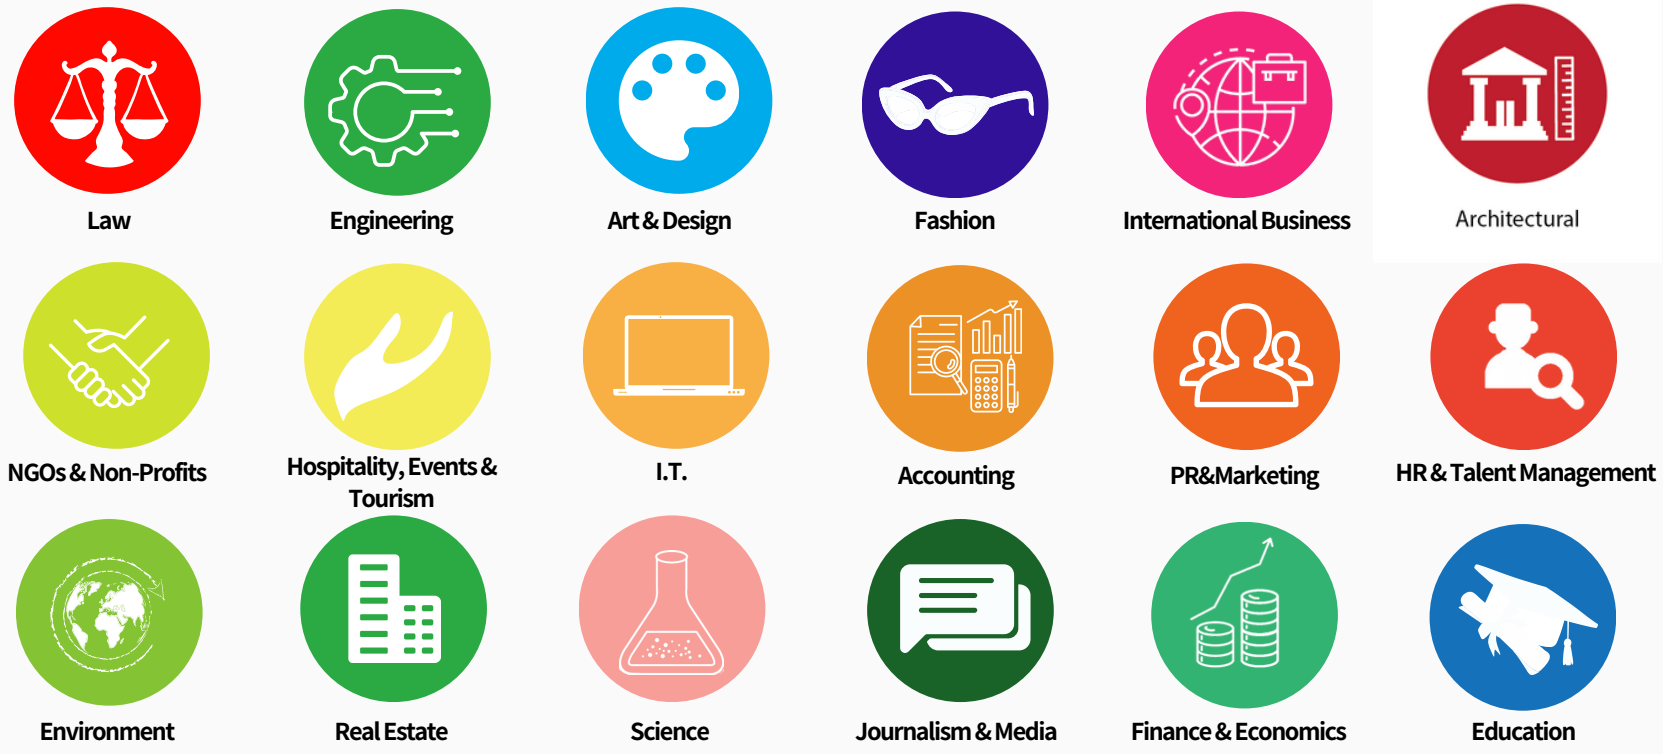 Law
Engineering
Art & Design
Fashion
International Business
Architectural
NGOs & Non-Profits
Hospitality, Events &
Tourism
I.T.
Accounting
PR&Marketing
HR & Talent Management
Environment
Real Estate
Science
Journalism & Media
Finance & Economics
Education